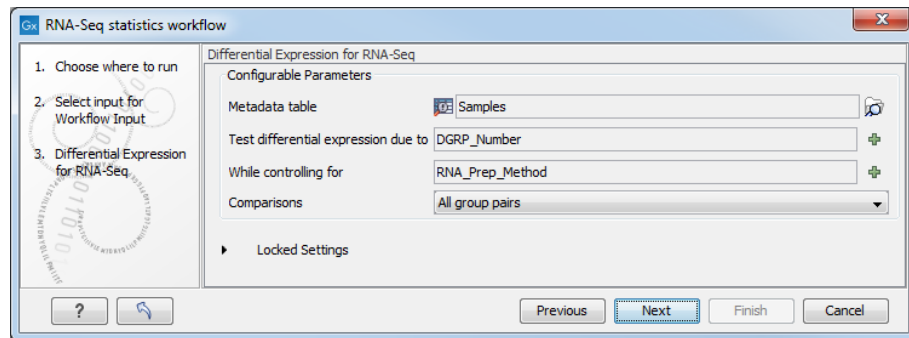 Gx RNA-Seq statistics workflow
X
1. Choose where to run
2. Select input for
Workflow Input
3. Differential Expression
for RNA-Seq
Differential Expression for RNA-Seq
Configurable Parameters
Metadata table Samples
Test differential expression due to DGRP_Number
While controlling for RNA_Prep_Method
Comparisons All group pairs
Locked Settings
? Previous Next Finish Cancel